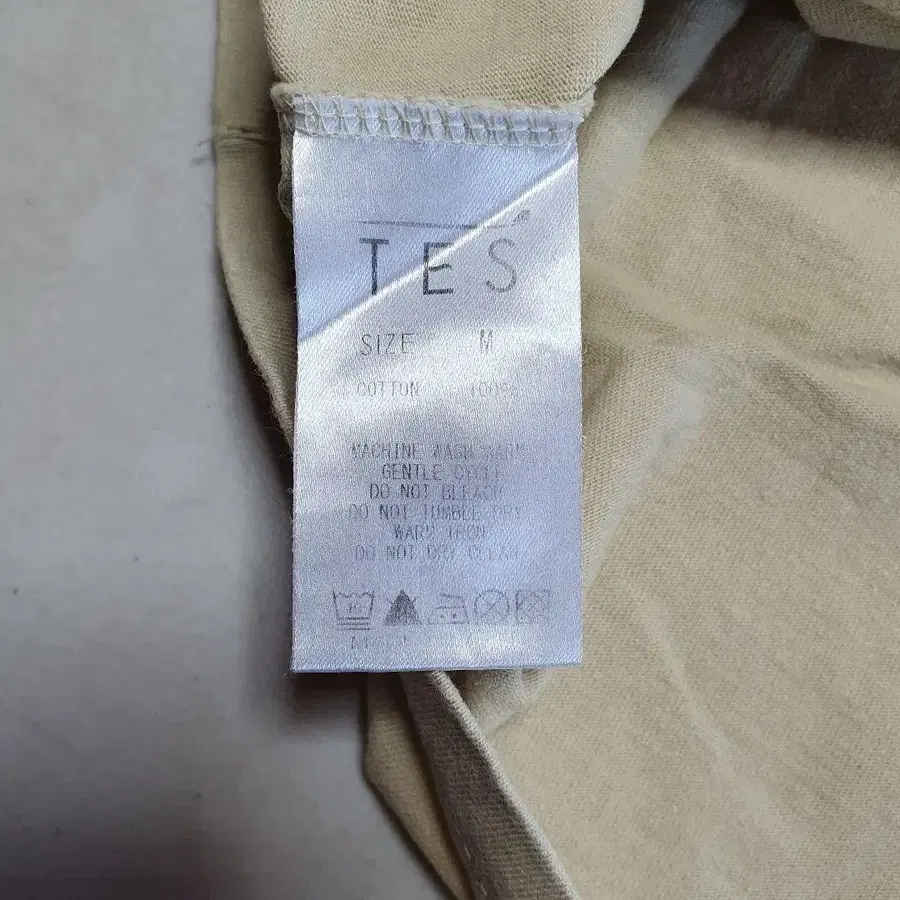 TES
SIZE M
COTTON 100%
MACHINE WASH WARM
GENTLE CYCLE
DO NOT BLEACH
DO NOT TUMBLE DRY
WARM IRON
DO NOT DRY CLEAN